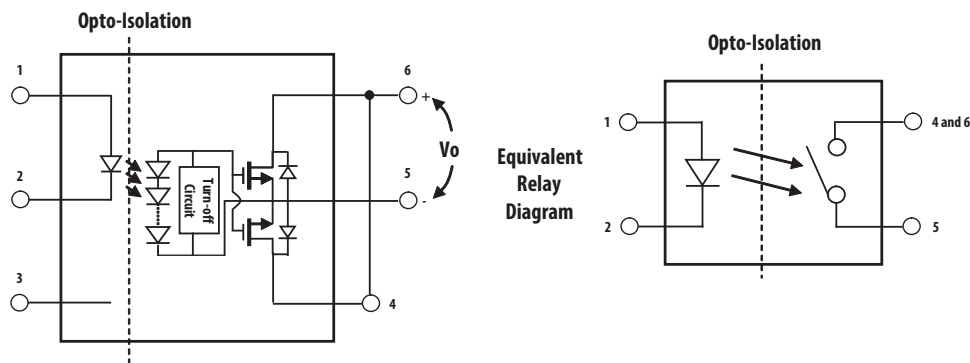 Opto-Isolation
1
2
3
Turn-off
Circuit
6
+
Vo
5
-
4
Equivalent
Relay
Diagram
Opto-Isolation
1
2
4 and 6
5